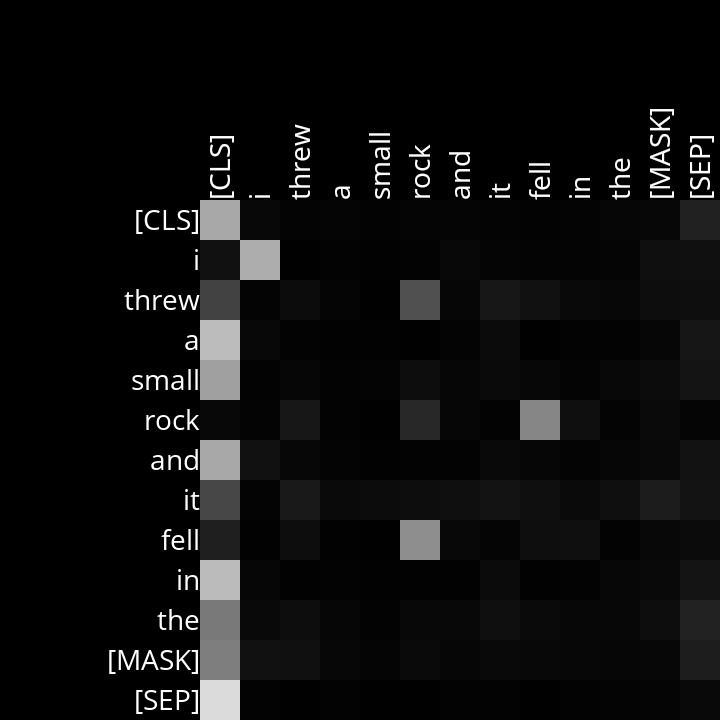 [CLS] i threw a small rock and it fell in the [MASK] [SEP]
[CLS]
i
threw
a
small
rock
and
it
fell
in
the
[MASK]
[SEP]